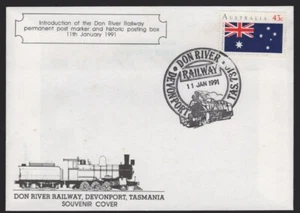 Introduction of the Don River Railway
permanent post marker and historic posting box
11th January 1991
AUSTRALIA 43c
DON RIVER
RAILWAY
11 JAN 1991
DEVONPORT
TAS 7310
DON RIVER RAILWAY, DEVONPORT, TASMANIA
SOUVENIR COVER